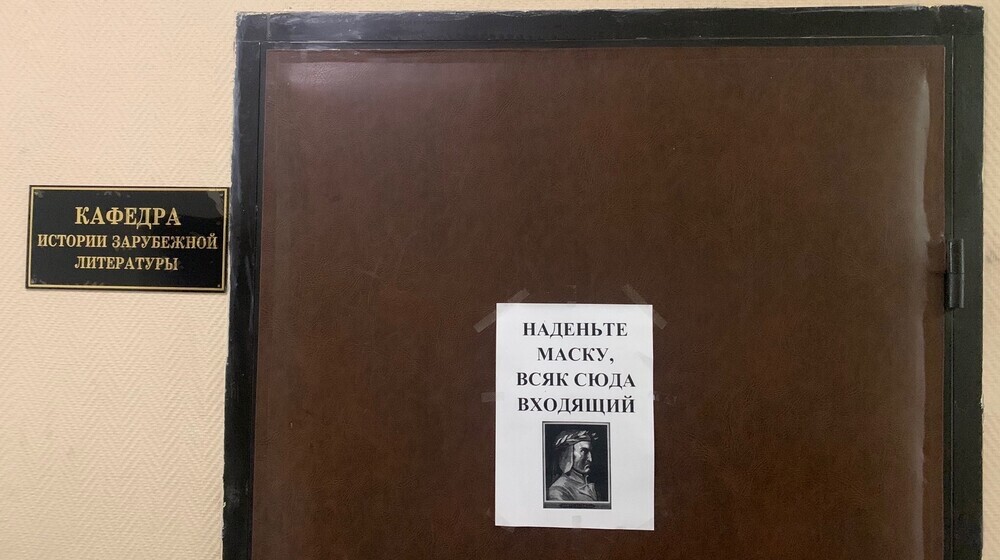 КАФЕДРА
ИСТОРИИ ЗАРУБЕЖНОЙ
ЛИТЕРАТУРЫ
НАДЕНЬТЕ
МАСКУ,
ВСЯК СЮДА
ВХОДЯЩИЙ